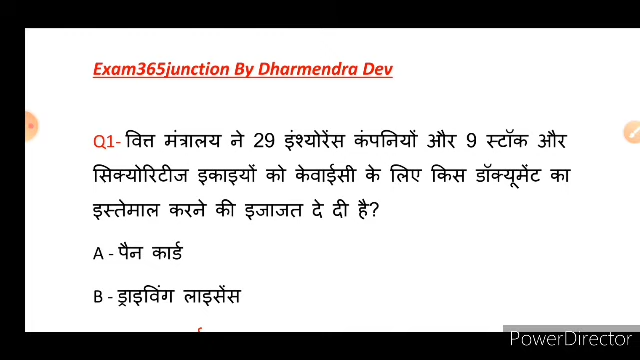 Exam365junction By Dharmendra Dev
Q1- वित्त मंत्रालय ने 29 इंश्योरेंस कंपनियों और 9 स्टॉक और
सिक्योरिटीज इकाइयों को केवाईसी के लिए किस डॉक्यूमेंट का
इस्तेमाल करने की इजाजत दे दी है?
A - पैन कार्ड
B - ड्राइविंग लाइसेंस
PowerDirector